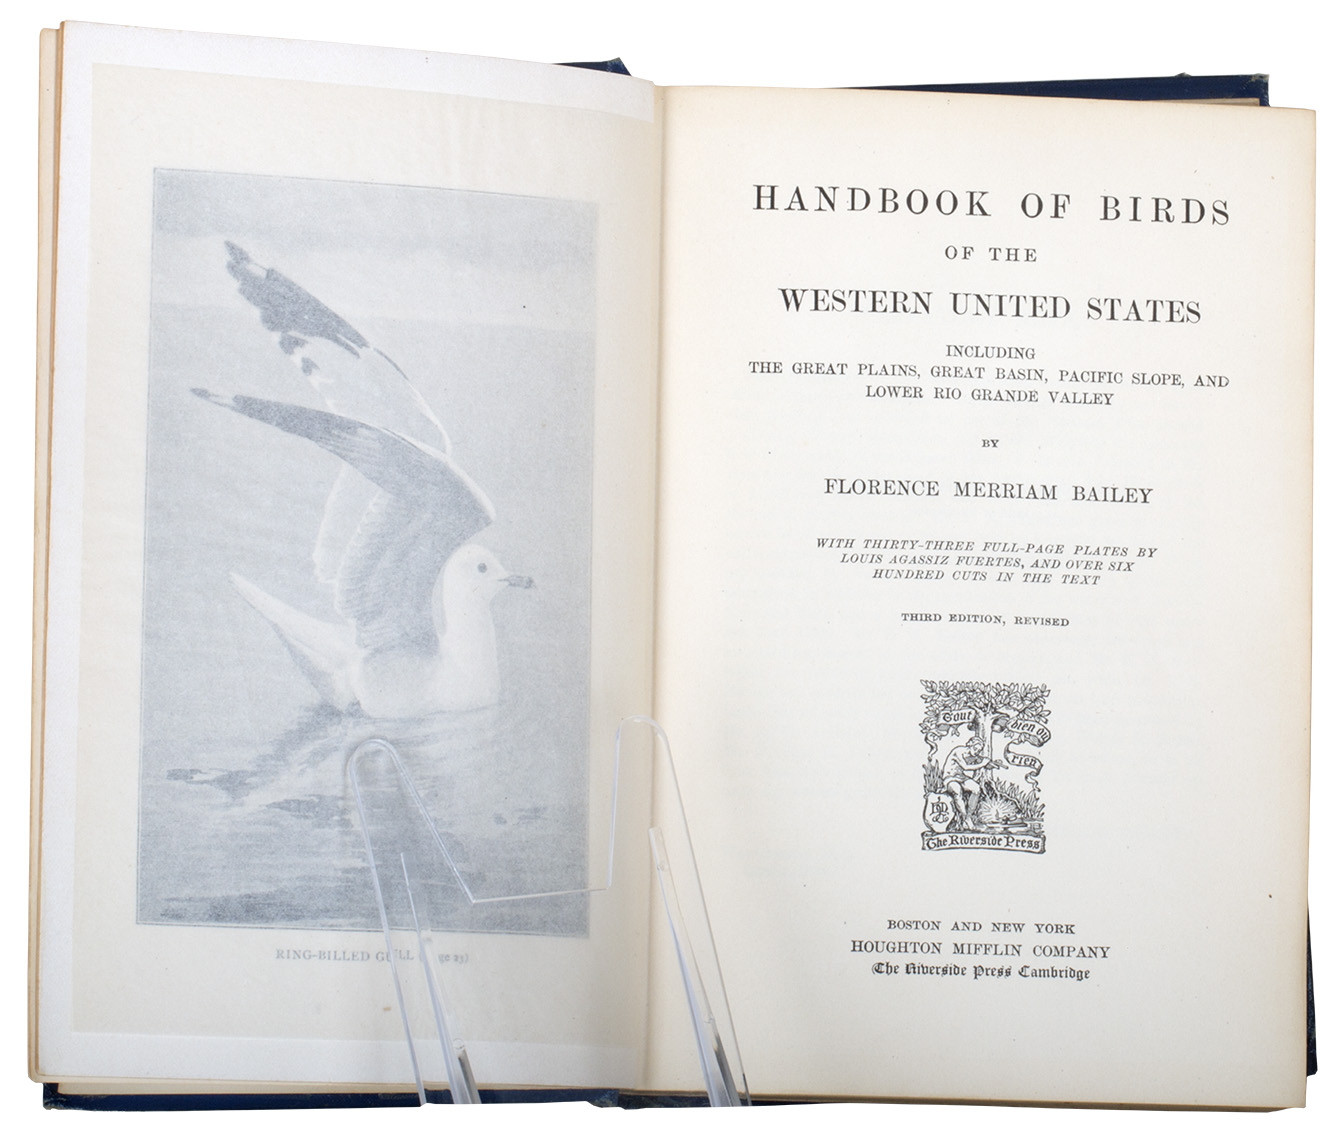 RING-BILLED GULL
HANDBOOK OF BIRDS
OF THE
WESTERN UNITED STATES
INCLUDING
THE GREAT PLAINS, GREAT BASIN, PACIFIC SLOPE, AND
LOWER RIO GRANDE VALLEY
BY
FLORENCE MERRIAM BAILEY
WITH THIRTY-THREE FULL-PAGE PLATES BY
LOUIS AGASSIZ FUERTES, AND OVER SIX
HUNDRED CUTS IN THE TEXT
THIRD EDITION, REVISED
Tout bien ou
rien
The Riverside Press
BOSTON AND NEW YORK
HOUGHTON MIFFLIN COMPANY
The Riverside Press Cambridge